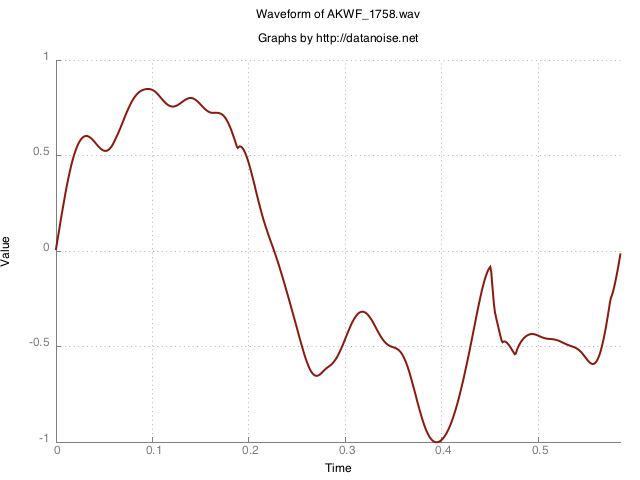 Waveform of AKWF_1758.wav
Graphs by http://datanoise.net
1
0.5
0
-0.5
-1
Value
0 0.1 0.2 0.3 0.4 0.5
Time